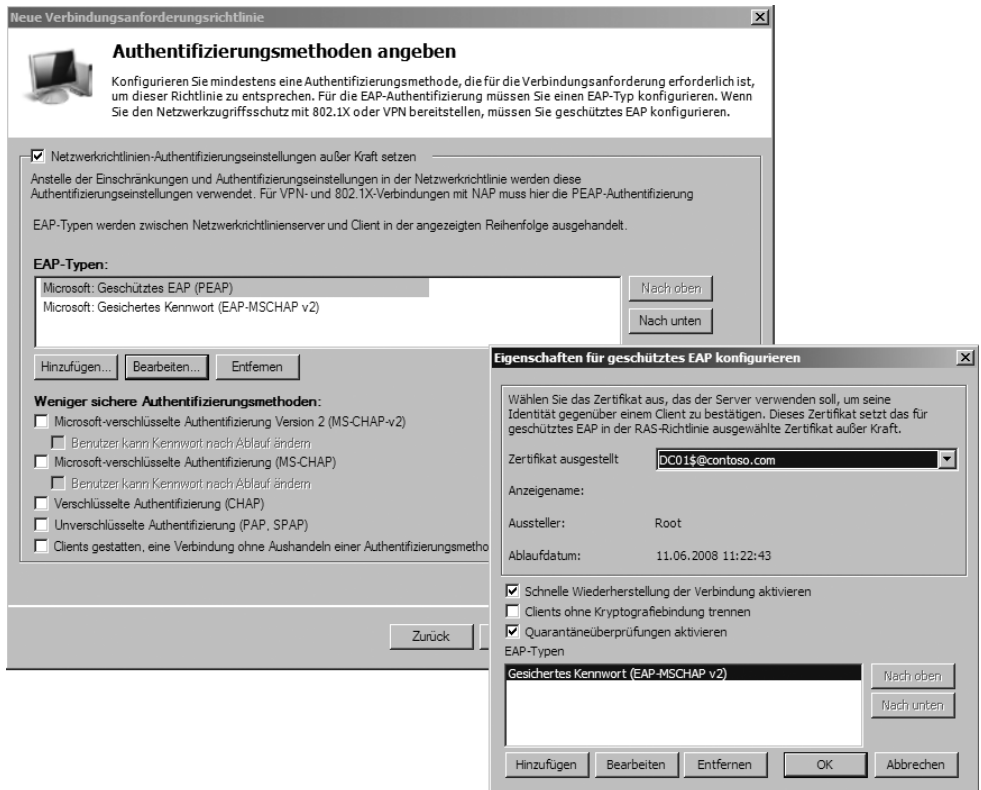 Neue Verbindungsanforderungsrichtlinie
Authentifizierungsmethoden angeben
Konfigurieren Sie mindestens eine Authentifizierungsmethode, die für die Verbindungsanforderung erforderlich ist,
um dieser Richtlinie zu entsprechen. Für die EAP-Authentifizierung müssen Sie einen EAP-Typ konfigurieren. Wenn
Sie den Netzwerkzugriffsschutz mit 802.1X oder VPN bereitstellen, müssen Sie geschütztes EAP konfigurieren.
Netzwerkrichtlinien-Authentifizierungseinstellungen außer Kraft setzen
Anstelle der Einschränkungen und Authentifizierungseinstellungen in der Netzwerkrichtlinie werden diese
Authentifizierungseinstellungen verwendet. Für VPN- und 802.1X-Verbindungen mit NAP muss hier die PEAP-Authentifizierung
EAP-Typen werden zwischen Netzwerkrichtlinienserver und Client in der angezeigten Reihenfolge ausgehandelt.
EAP-Typen:
Microsoft: Geschütztes EAP (PEAP)
Microsoft: Gesichertes Kennwort (EAP-MSCHAP v2)
Nach oben
Nach unten
Hinzufügen... Bearbeiten... Entfernen
Weniger sichere Authentifizierungsmethoden:
Microsoft-verschlüsselte Authentifizierung Version 2 (MS-CHAP-v2)
Benutzer kann Kennwort nach Ablauf ändern
Microsoft-verschlüsselte Authentifizierung (MS-CHAP)
Benutzer kann Kennwort nach Ablauf ändern
Verschlüsselte Authentifizierung (CHAP)
Unverschlüsselte Authentifizierung (PAP, SPAP)
Clients gestatten, eine Verbindung ohne Aushandeln einer Authentifizierungsmetho
Zurück
Eigenschaften für geschütztes EAP konfigurieren
Wählen Sie das Zertifikat aus, das der Server verwenden soll, um seine
Identität gegenüber einem Client zu bestätigen. Dieses Zertifikat setzt das für
geschütztes EAP in der RAS-Richtlinie ausgewählte Zertifikat außer Kraft.
Zertifikat ausgestellt DC01$@contoso.com
Anzeigename:
Aussteller: Root
Ablaufdatum: 11.06.2008 11:22:43
Schnelle Wiederherstellung der Verbindung aktivieren
Clients ohne Kryptografiebindung trennen
Quarantäneüberprüfungen aktivieren
EAP-Typen
Gesichertes Kennwort (EAP-MSCHAP v2)
Nach oben
Nach unten
Hinzufügen Bearbeiten Entfernen OK Abbrechen